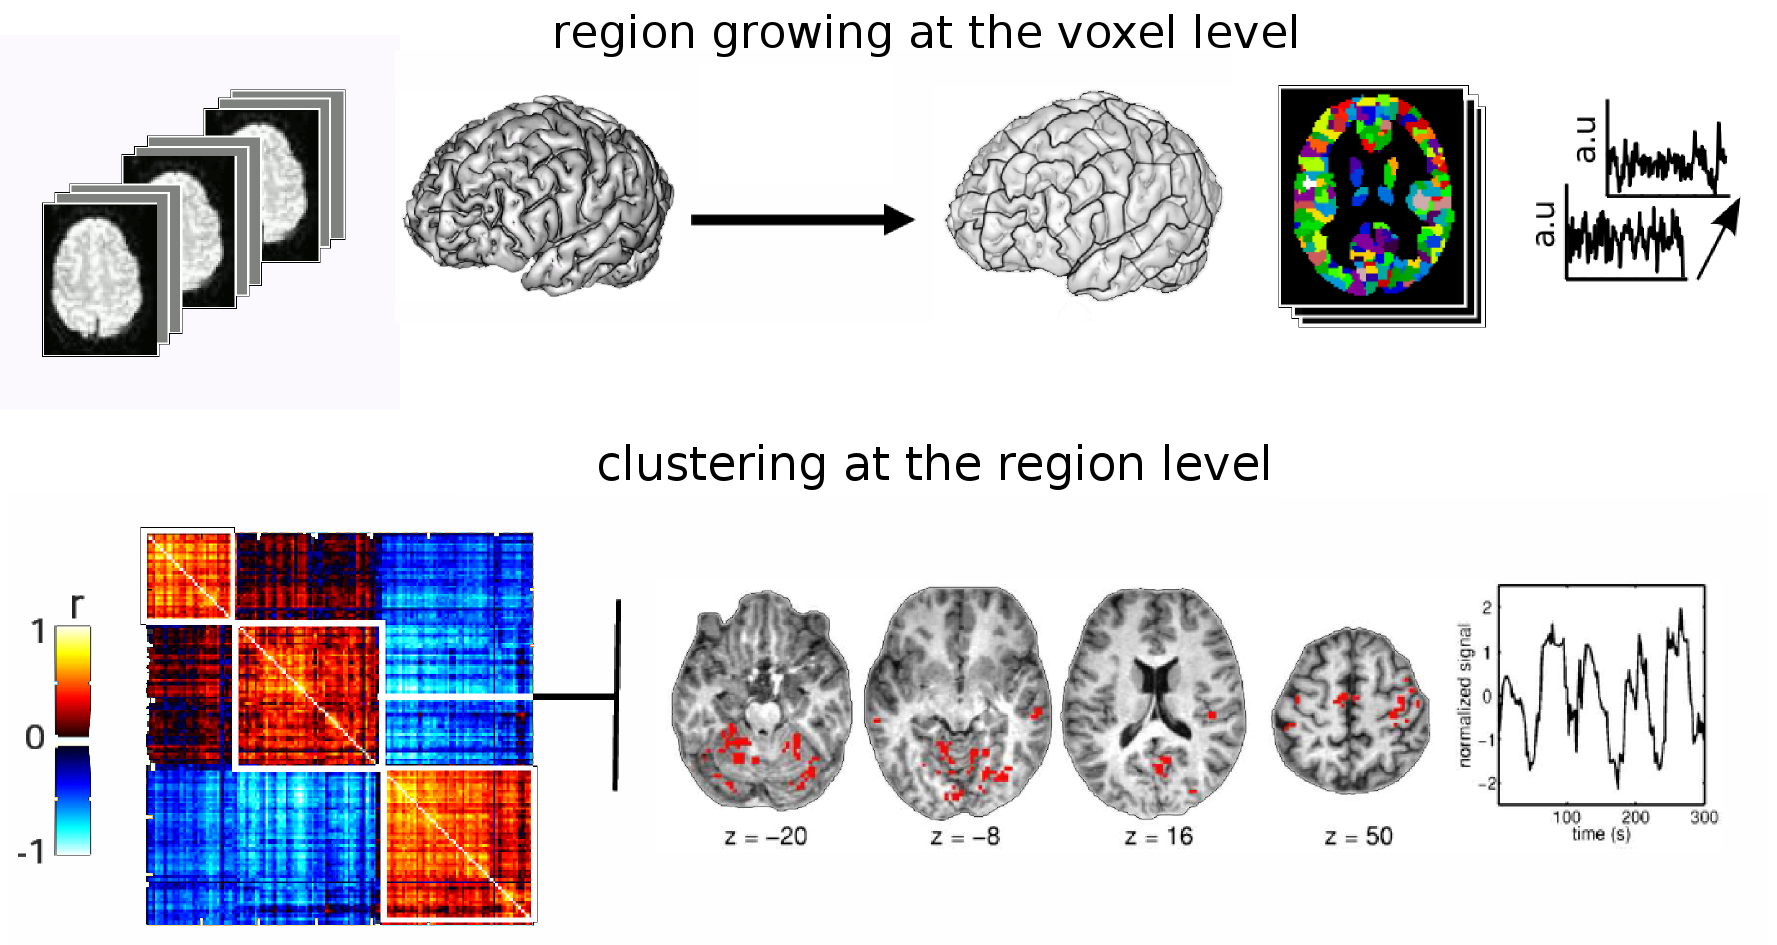 region growing at the voxel level
a.u
a.u
clustering at the region level
r
1
0
-1
z = −20
z = −8
z = 16
z = 50
normalized signal
2
1
0
−1
−2
100 200 300
time (s)